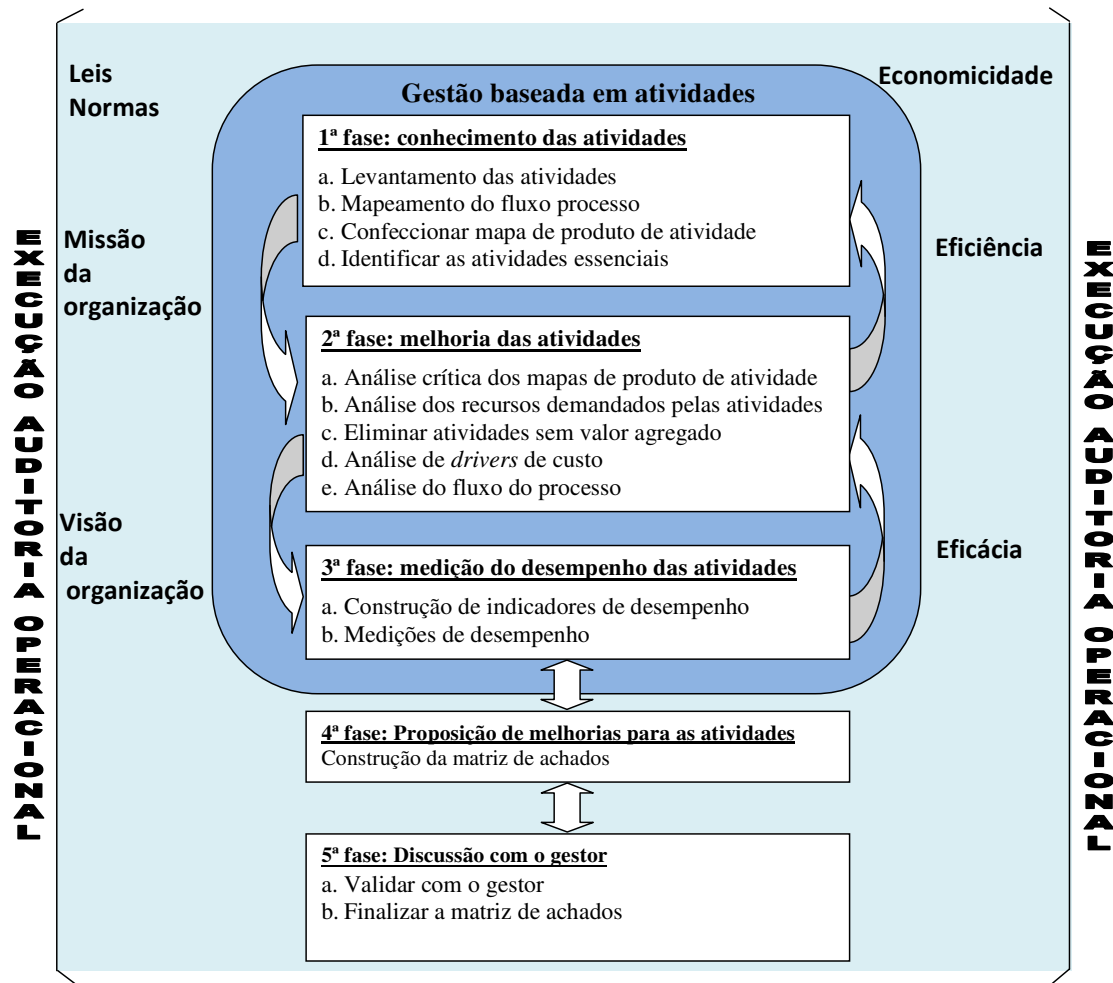 EXECUÇÃO AUDITORIA OPERACIONAL
Leis
Normas
Missão
da
organização
Visão
da
organização
Gestão baseada em atividades
1ª fase: conhecimento das atividades
a. Levantamento das atividades
b. Mapeamento do fluxo processo
c. Confeccionar mapa de produto de atividade
d. Identificar as atividades essenciais
2ª fase: melhoria das atividades
a. Análise crítica dos mapas de produto de atividade
b. Análise dos recursos demandados pelas atividades
c. Eliminar atividades sem valor agregado
d. Análise de drivers de custo
e. Análise do fluxo do processo
3ª fase: medição do desempenho das atividades
a. Construção de indicadores de desempenho
b. Medições de desempenho
4ª fase: Proposição de melhorias para as atividades
Construção da matriz de achados
5ª fase: Discussão com o gestor
a. Validar com o gestor
b. Finalizar a matriz de achados
Economicidade
Eficiência
Eficácia
EXECUÇÃO AUDITORIA OPERACIONAL